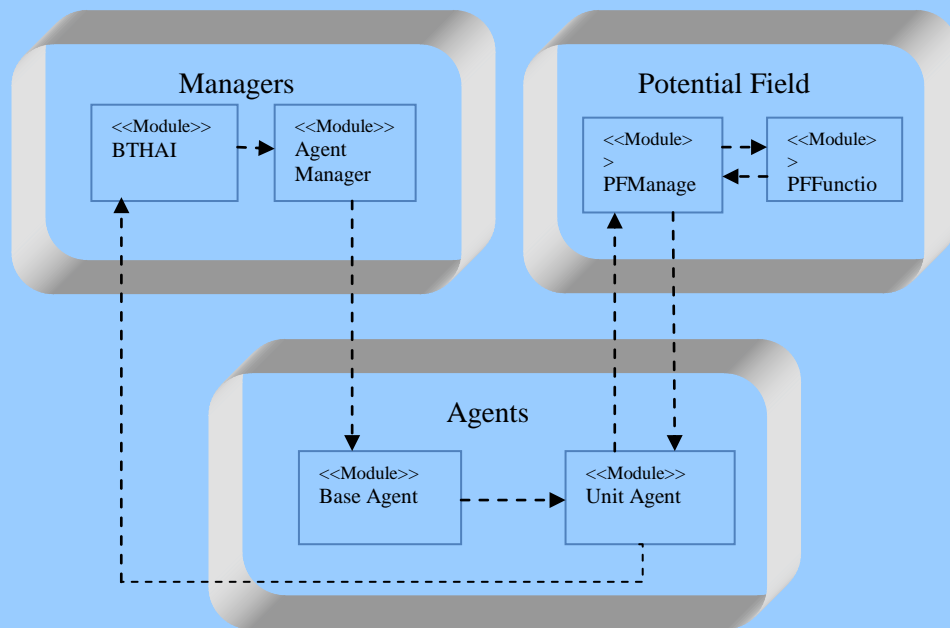 Managers
<<Module>>
BTHAI
<<Module>>
Agent
Manager
Potential Field
<<Module>
>
PFManage
<<Module>
>
PFFunctio
Agents
<<Module>>
Base Agent
<<Module>>
Unit Agent